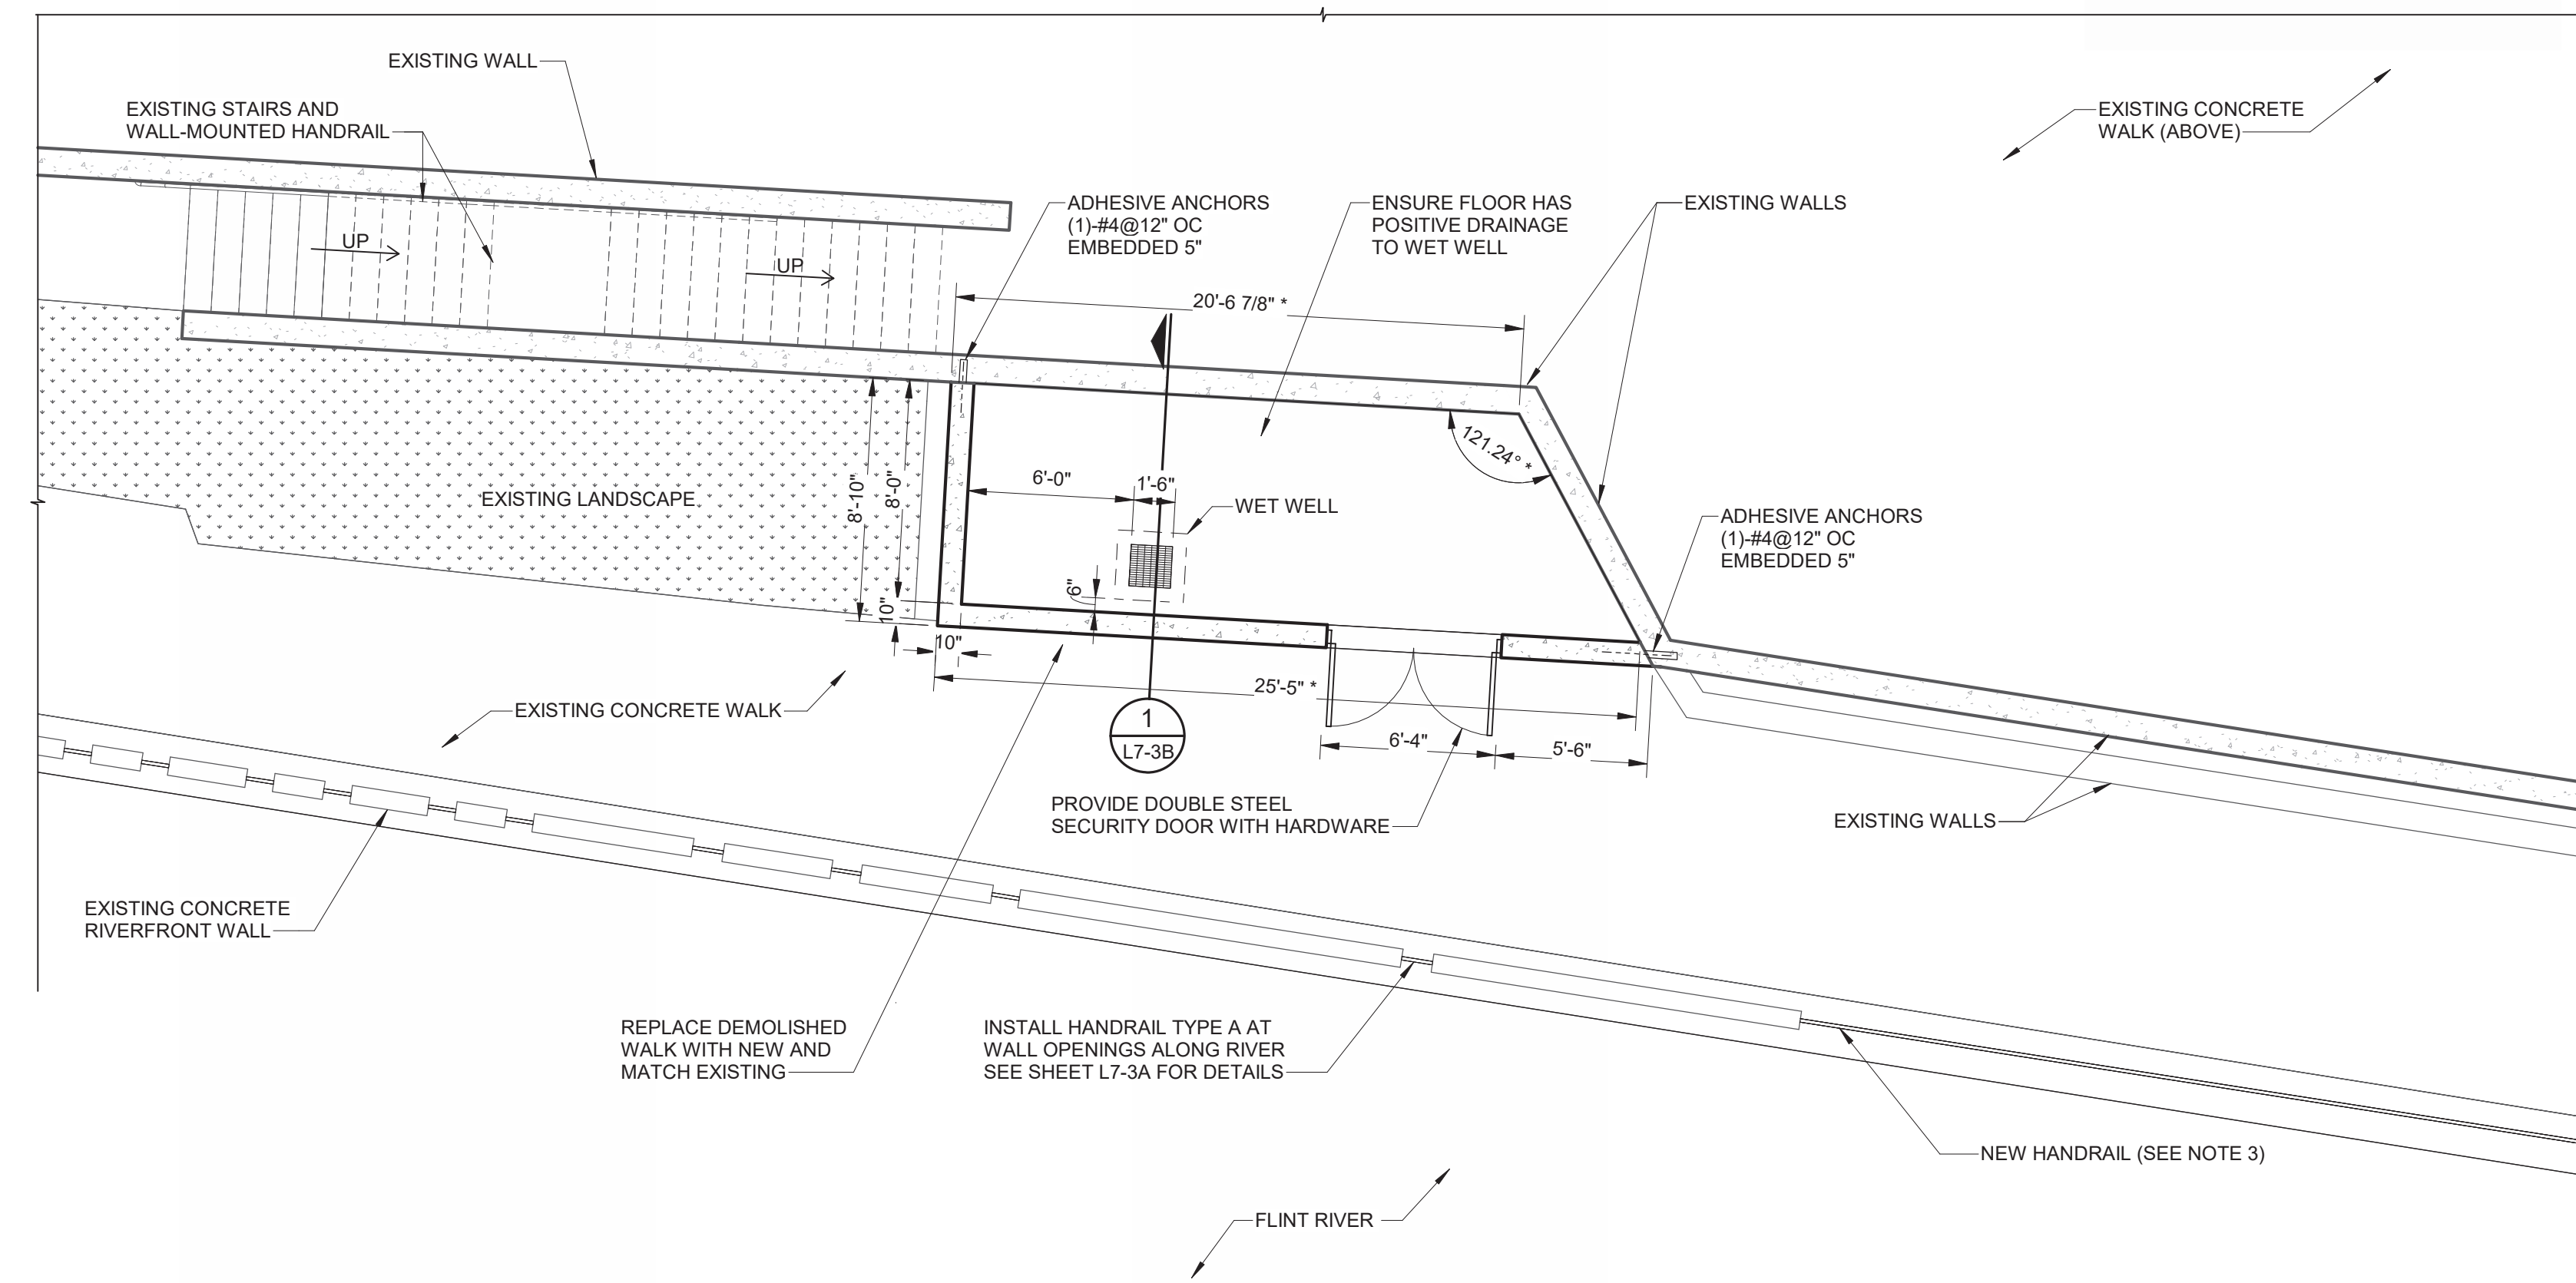 EXISTING WALL
EXISTING STAIRS AND
WALL-MOUNTED HANDRAIL
EXISTING CONCRETE
WALK (ABOVE)
ADHESIVE ANCHORS
(1)-#4@12" OC
EMBEDDED 5"
ENSURE FLOOR HAS
POSITIVE DRAINAGE
TO WET WELL
EXISTING WALLS
UP
UP
20'-6 7/8" *
121.24° *
6'-0"
1'-6"
WET WELL
EXISTING LANDSCAPE
8'-10"
8'-0"
ADHESIVE ANCHORS
(1)-#4@12" OC
EMBEDDED 5"
6"
10"
10"
25'-5" *
EXISTING CONCRETE WALK
1
L7-3B
6'-4"
5'-6"
PROVIDE DOUBLE STEEL
SECURITY DOOR WITH HARDWARE
EXISTING WALLS
EXISTING CONCRETE
RIVERFRONT WALL
REPLACE DEMOLISHED
WALK WITH NEW AND
MATCH EXISTING
INSTALL HANDRAIL TYPE A AT
WALL OPENINGS ALONG RIVER
SEE SHEET L7-3A FOR DETAILS
NEW HANDRAIL (SEE NOTE 3)
FLINT RIVER